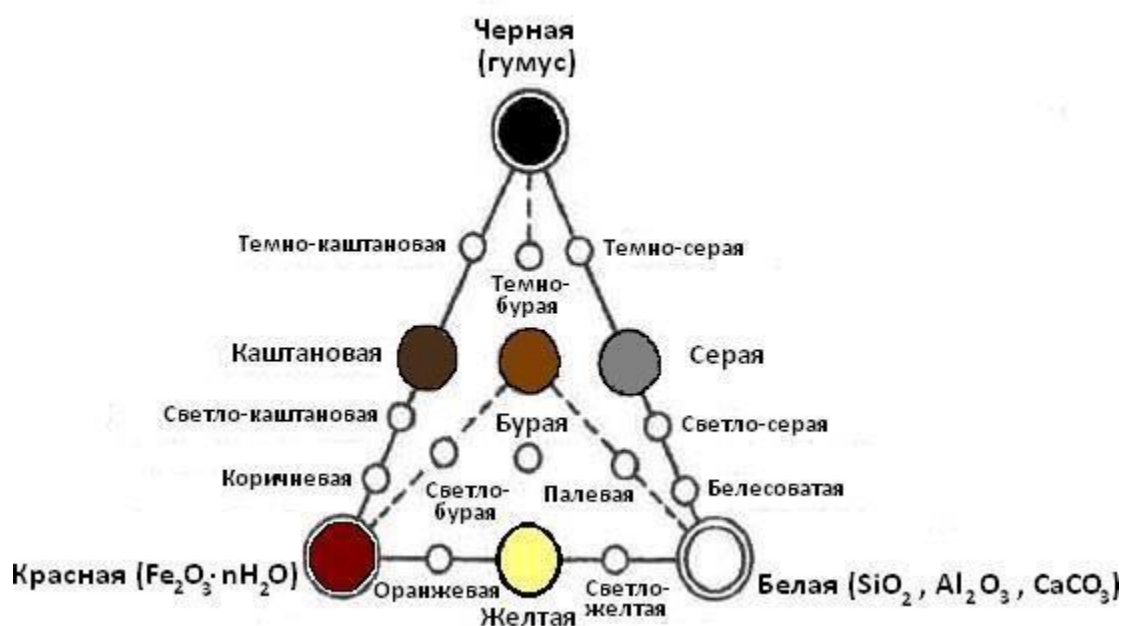 Черная
(гумус)
Темно-каштановая
Темно-серая
Темно-
бурая
Каштановая
Серая
Светло-каштановая
Бурая
Светло-серая
Коричневая
Светло-
бурая
Палевая
Белесоватая
Красная (Fe₂O₃· nH₂O)
Оранжевая
Желтая
Светло-
желтая
Белая (SiO₂ , Al₂O₃ , CaCO₃)